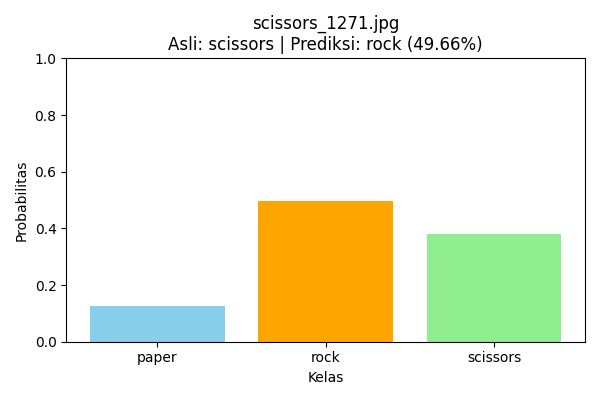 scissors_1271.jpg
Asli: scissors | Prediksi: rock (49.66%)
1.0
0.8
0.6
0.4
0.2
0.0
Probabilitas
paper
rock
scissors
Kelas